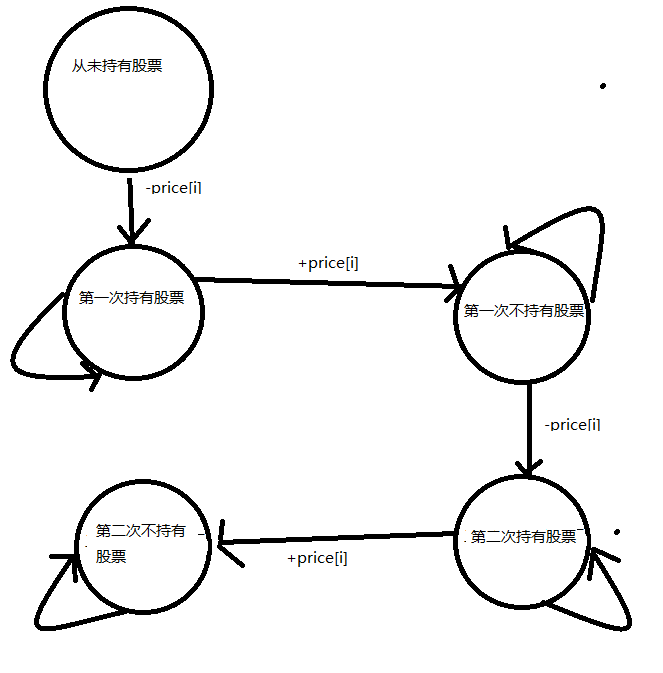 从未持有股票
-price[i]
第一次持有股票
+price[i]
第一次不持有股票
-price[i]
第二次不持有
股票
+price[i]
第二次持有股票